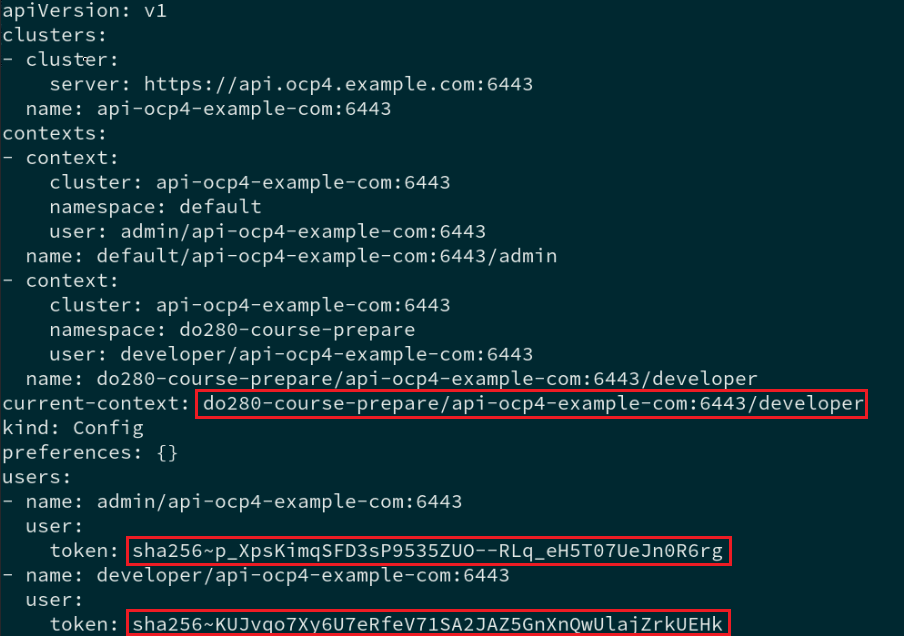 apiVersion: v1
clusters:
- cluster:
    server: https://api.ocp4.example.com:6443
  name: api-ocp4-example-com:6443
contexts:
- context:
    cluster: api-ocp4-example-com:6443
    namespace: default
    user: admin/api-ocp4-example-com:6443
  name: default/api-ocp4-example-com:6443/admin
- context:
    cluster: api-ocp4-example-com:6443
    namespace: do280-course-prepare
    user: developer/api-ocp4-example-com:6443
  name: do280-course-prepare/api-ocp4-example-com:6443/developer
current-context: do280-course-prepare/api-ocp4-example-com:6443/developer
kind: Config
preferences: {}
users:
- name: admin/api-ocp4-example-com:6443
  user:
    token: sha256~p_XpsKimqSFD3sP9535ZUO--RLq_eH5T07UeJn0R6rg
- name: developer/api-ocp4-example-com:6443
  user:
    token: sha256~KUJvqo7Xy6U7eRfeV71SA2JAZ5GnXnQwUlajZrkUEHk